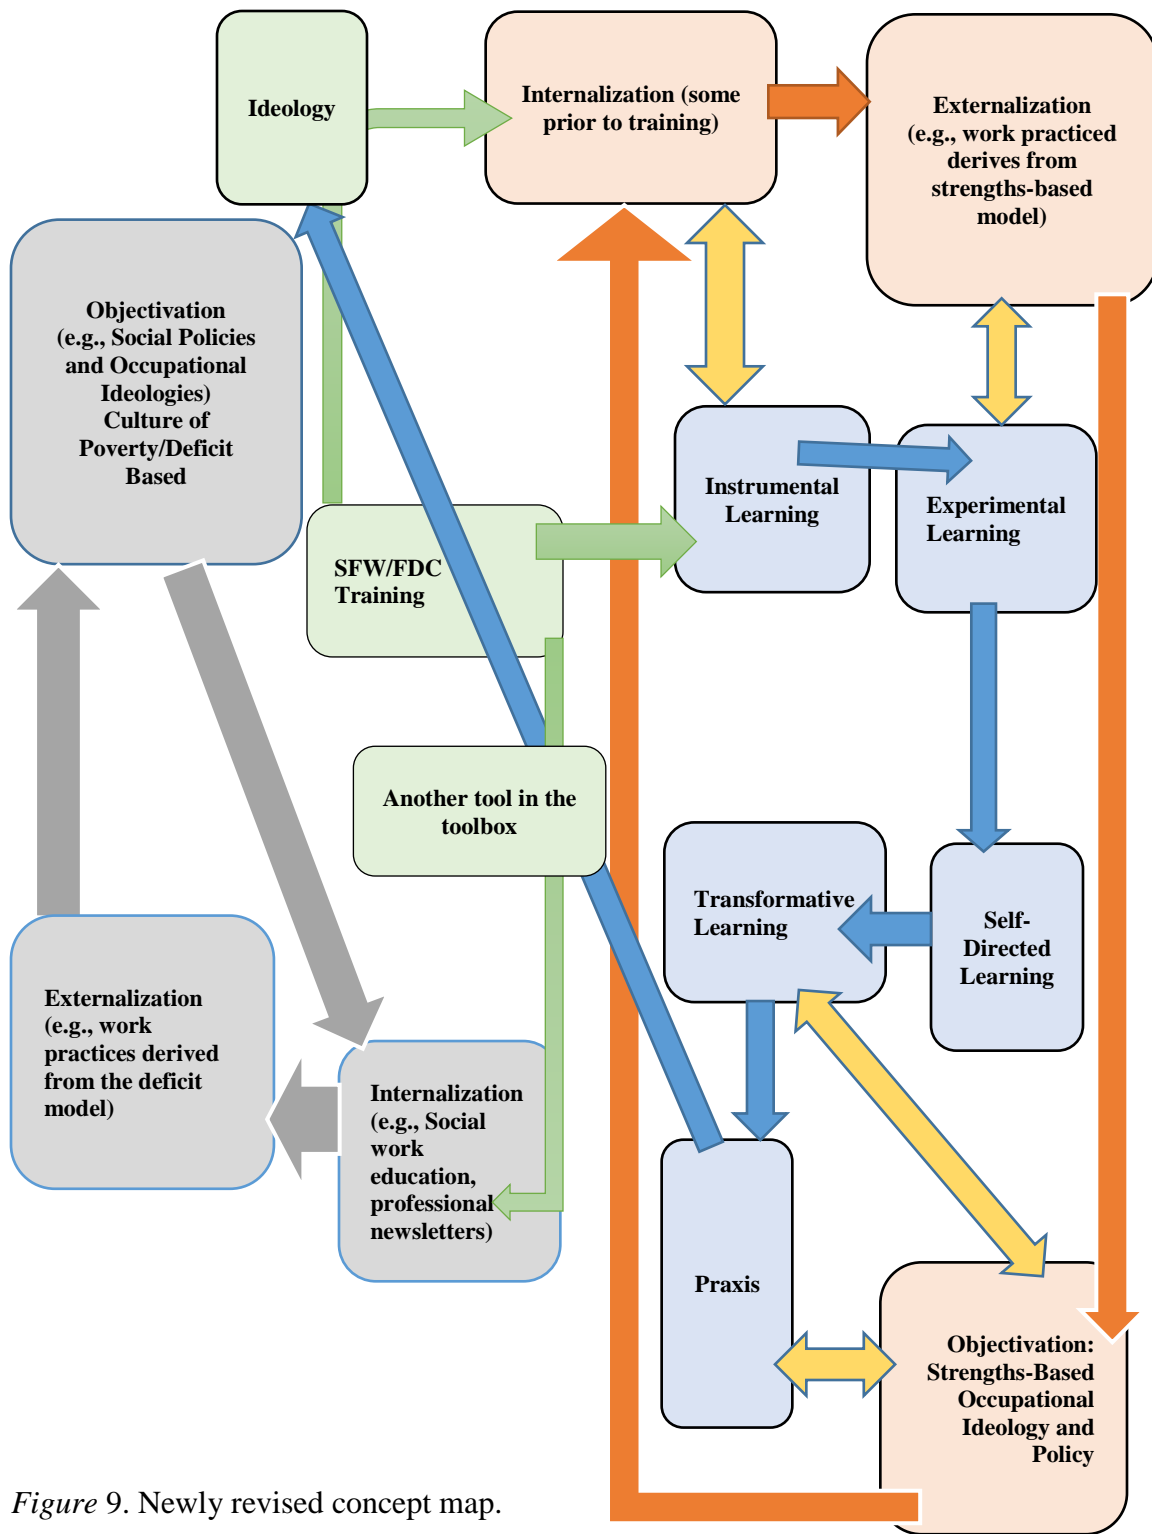 Ideology
Internalization (some
prior to training)
Externalization
(e.g., work practiced
derives from
strengths-based
model)
Objectivation
(e.g., Social Policies
and Occupational
Ideologies)
Culture of
Poverty/Deficit
Based
Instrumental
Learning
Experimental
Learning
SFW/FDC
Training
Another tool in the
toolbox
Transformative
Learning
Self-
Directed
Learning
Externalization
(e.g., work
practices derived
from the deficit
model)
Internalization
(e.g., Social
work
education,
professional
newsletters)
Praxis
Objectivation:
Strengths-Based
Occupational
Ideology and
Policy
Figure 9. Newly revised concept map.